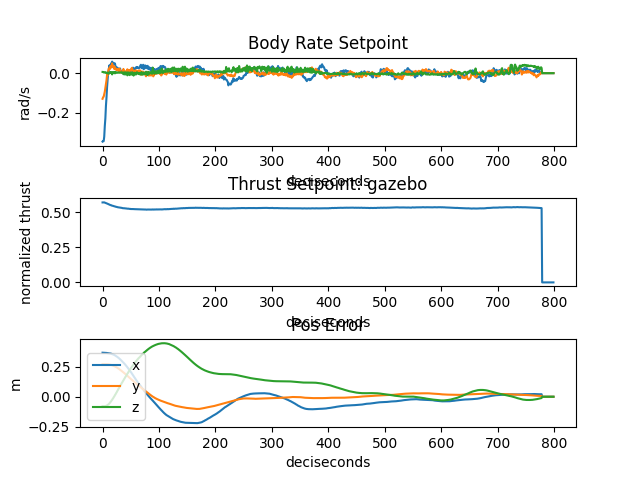 Body Rate Setpoint
0.0
−0.2
rad/s
0 100 200 300 400 500 600 700 800
deciseconds
Thrust Setpoint: gazebo
0.50
0.25
0.00
normalized thrust
0 100 200 300 400 500 600 700 800
deciseconds
Pos Error
0.25
0.00
−0.25
m
x
y
z
0 100 200 300 400 500 600 700 800
deciseconds